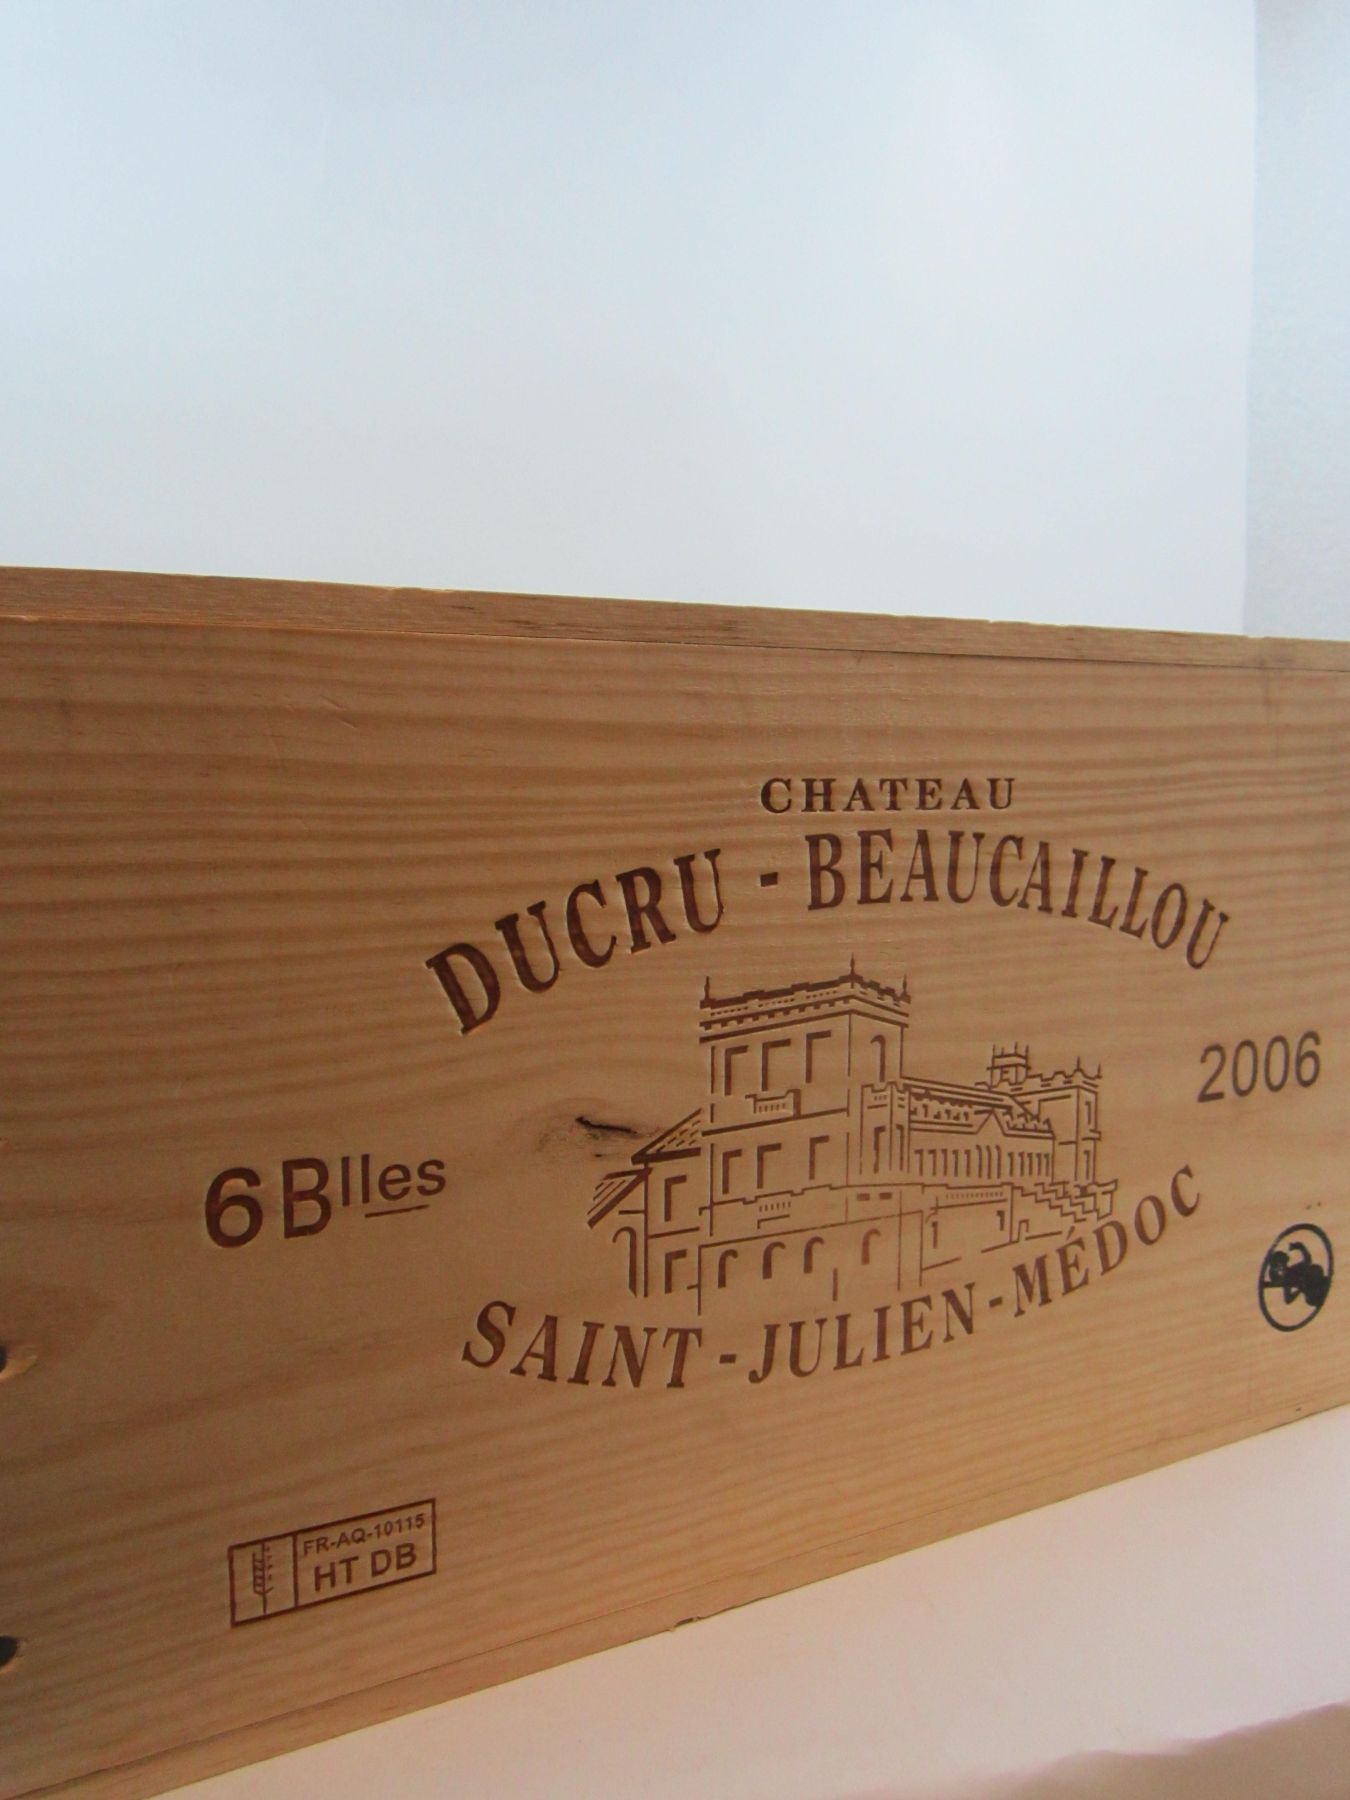 CHATEAU
DUCRU - BEAUCAILLOU
2006
6 Blles
SAINT-JULIEN-MÉDOC
FR-AQ-10115
HT DB